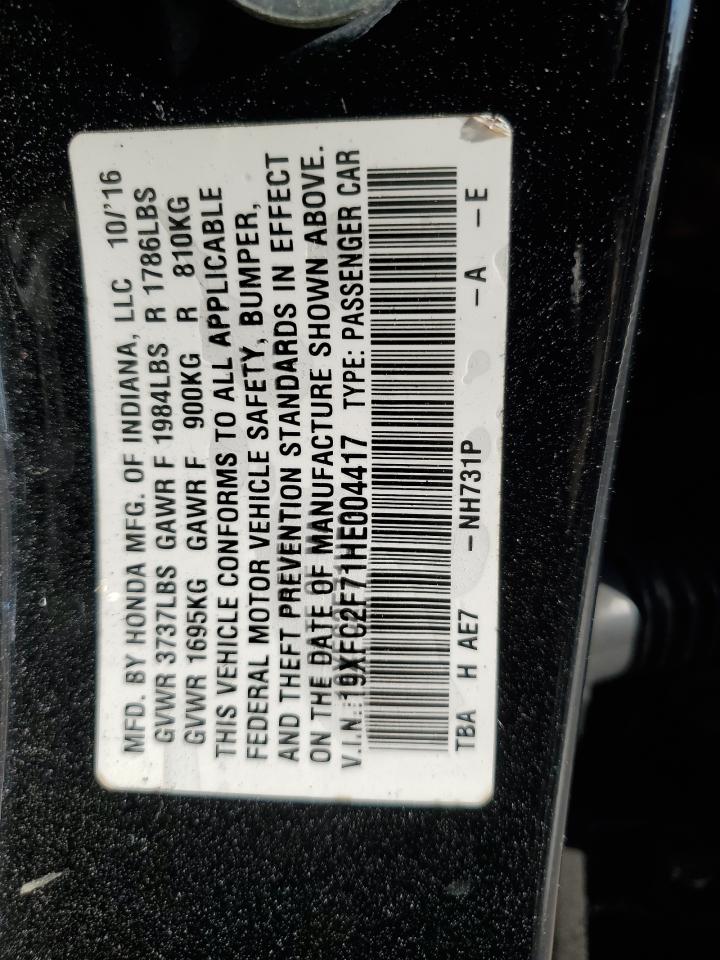 MFD. BY HONDA MFG. OF INDIANA, LLC 10/'16
GVWR 3737LBS GAWR F 1984LBS R 1786LBS
GVWR 1695KG GAWR F 900KG R 810KG
THIS VEHICLE CONFORMS TO ALL APPLICABLE
FEDERAL MOTOR VEHICLE SAFETY, BUMPER,
AND THEFT PREVENTION STANDARDS IN EFFECT
ON THE DATE OF MANUFACTURE SHOWN ABOVE.
V.I.N.: 19XFC2F71HE004417 TYPE: PASSENGER CAR
TBA H AE7 -NH731P -A -E